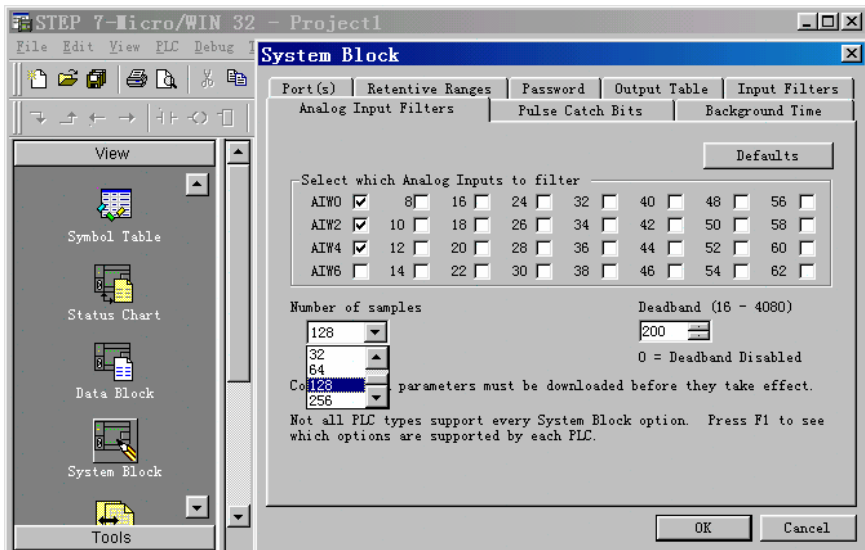 STEP 7-Micro/WIN 32 - Project1
File Edit View PLC Debug
System Block
Port(s) Retentive Ranges Password Output Table Input Filters
Analog Input Filters Pulse Catch Bits Background Time
View
Defaults
Select which Analog Inputs to filter
AIW0 8 16 24 32 40 48 56
AIW2 10 18 26 34 42 50 58
AIW4 12 20 28 36 44 52 60
AIW6 14 22 30 38 46 54 62
Symbol Table
Number of samples Deadband (16 - 4080)
128 200
Status Chart
32 0 = Deadband Disabled
64
128 parameters must be downloaded before they take effect.
256
Data Block
Not all PLC types support every System Block option. Press F1 to see
which options are supported by each PLC.
System Block
OK Cancel
Tools